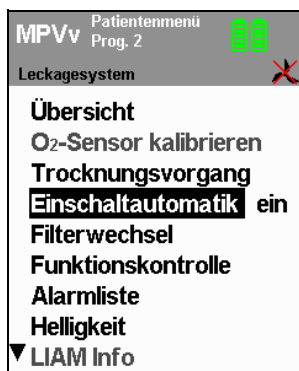 MPVv Patientenmenü
Prog. 2
Leckagesystem
Übersicht
O₂-Sensor kalibrieren
Trocknungsvorgang
Einschaltautomatik ein
Filterwechsel
Funktionskontrolle
Alarmliste
Helligkeit
LIAM Info